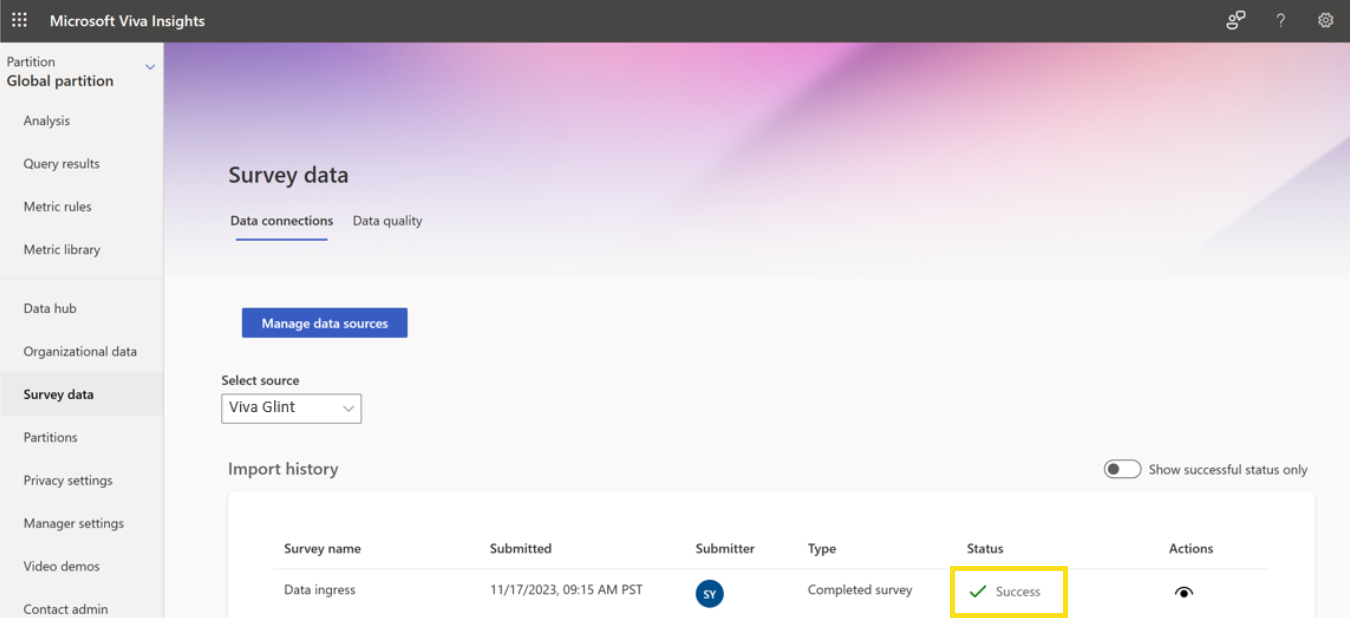 Microsoft Viva Insights
?
Partition
Global partition
Analysis
Query results
Metric rules
Metric library
Data hub
Organizational data
Survey data
Partitions
Privacy settings
Manager settings
Video demos
Contact admin
Survey data
Data connections Data quality
Manage data sources
Select source
Viva Glint
Import history Show successful status only
Survey name Submitted Submitter Type Status Actions
Data ingress 11/17/2023, 09:15 AM PST SY Completed survey Success